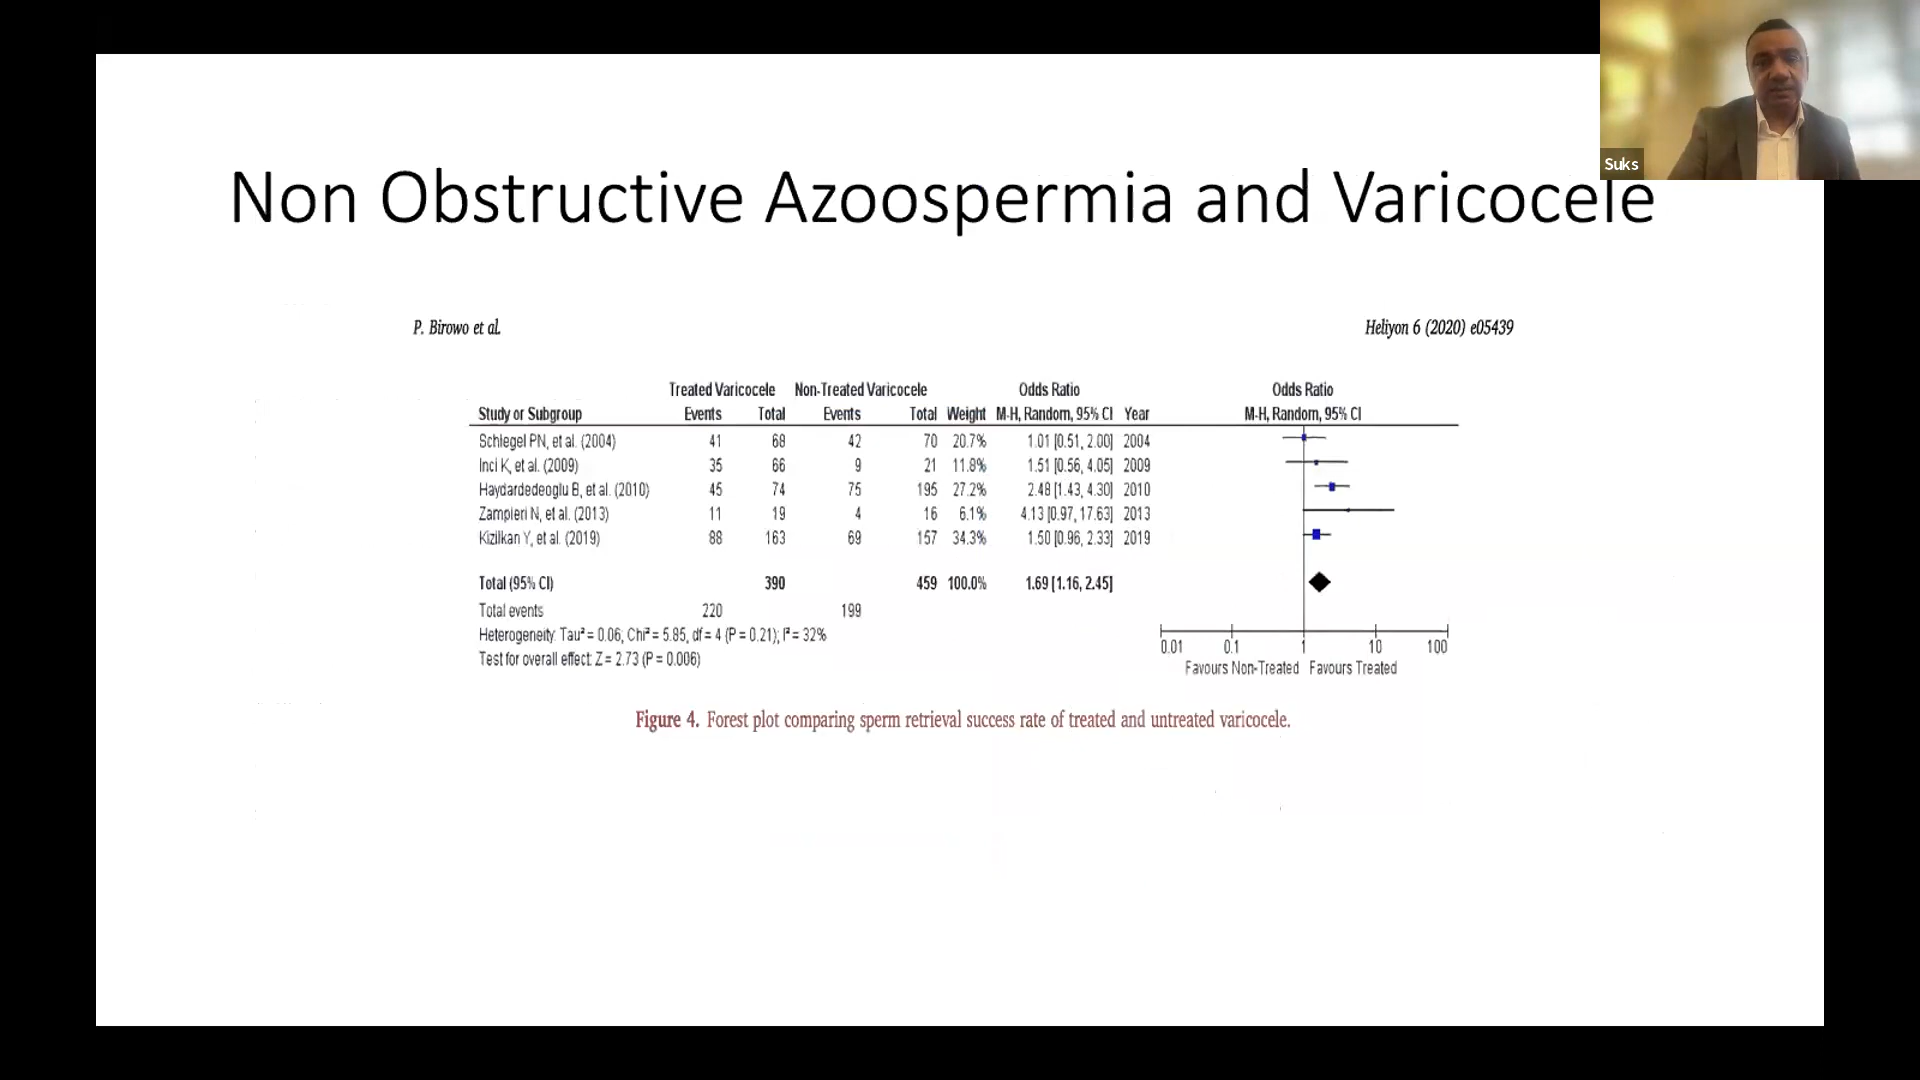 Suks
Non Obstructive Azoospermia and Varicocele
P. Birowo et al. Heliyon 6 (2020) e05439
Treated Varicocele Non-Treated Varicocele Odds Ratio Odds Ratio
Study or Subgroup Events Total Events Total Weight M-H, Random, 95% CI Year M-H, Random, 95% CI
Schlegel PN, et al. (2004) 41 68 42 70 20.7% 1.01 [0.51, 2.00] 2004
Inci K, et al. (2009) 35 66 9 21 11.8% 1.51 [0.56, 4.05] 2009
Haydardedeoglu B, et al. (2010) 45 74 75 195 27.2% 2.48 [1.43, 4.30] 2010
Zampieri N, et al. (2013) 11 19 4 16 6.1% 4.13 [0.97, 17.63] 2013
Kizilkan Y, et al. (2019) 88 163 69 157 34.3% 1.50 [0.96, 2.33] 2019
Total (95% CI) 390 459 100.0% 1.69 [1.16, 2.45]
Total events 220 199
Heterogeneity: Tau² = 0.06; Chi² = 5.85, df = 4 (P = 0.21); I² = 32%
Test for overall effect: Z = 2.73 (P = 0.006)
0.01 0.1 1 10 100
Favours Non-Treated Favours Treated
Figure 4. Forest plot comparing sperm retrieval success rate of treated and untreated varicocele.